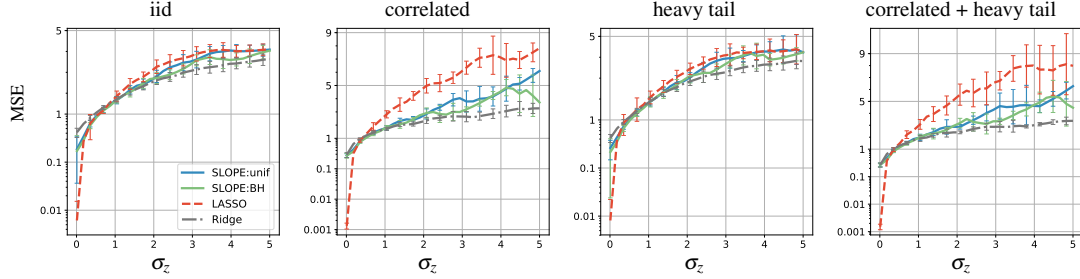 iid
MSE
5
1
0.1
0.01
SLOPE:unif
SLOPE:BH
LASSO
Ridge
0 1 2 3 4 5
σz
correlated
9
5
1
0.1
0.01
0.001
0 1 2 3 4 5
σz
heavy tail
5
1
0.1
0.01
0 1 2 3 4 5
σz
correlated + heavy tail
9
5
1
0.1
0.01
0.001
0 1 2 3 4 5
σz